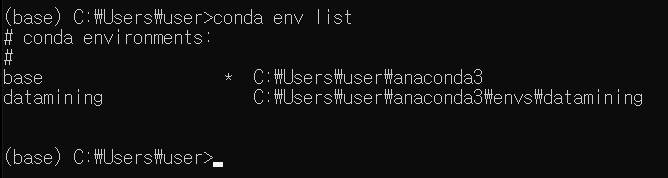 (base) C:₩Users₩user>conda env list
# conda environments:
#
base                  *  C:₩Users₩user₩anaconda3
datamining               C:₩Users₩user₩anaconda3₩envs₩datamining
(base) C:₩Users₩user>